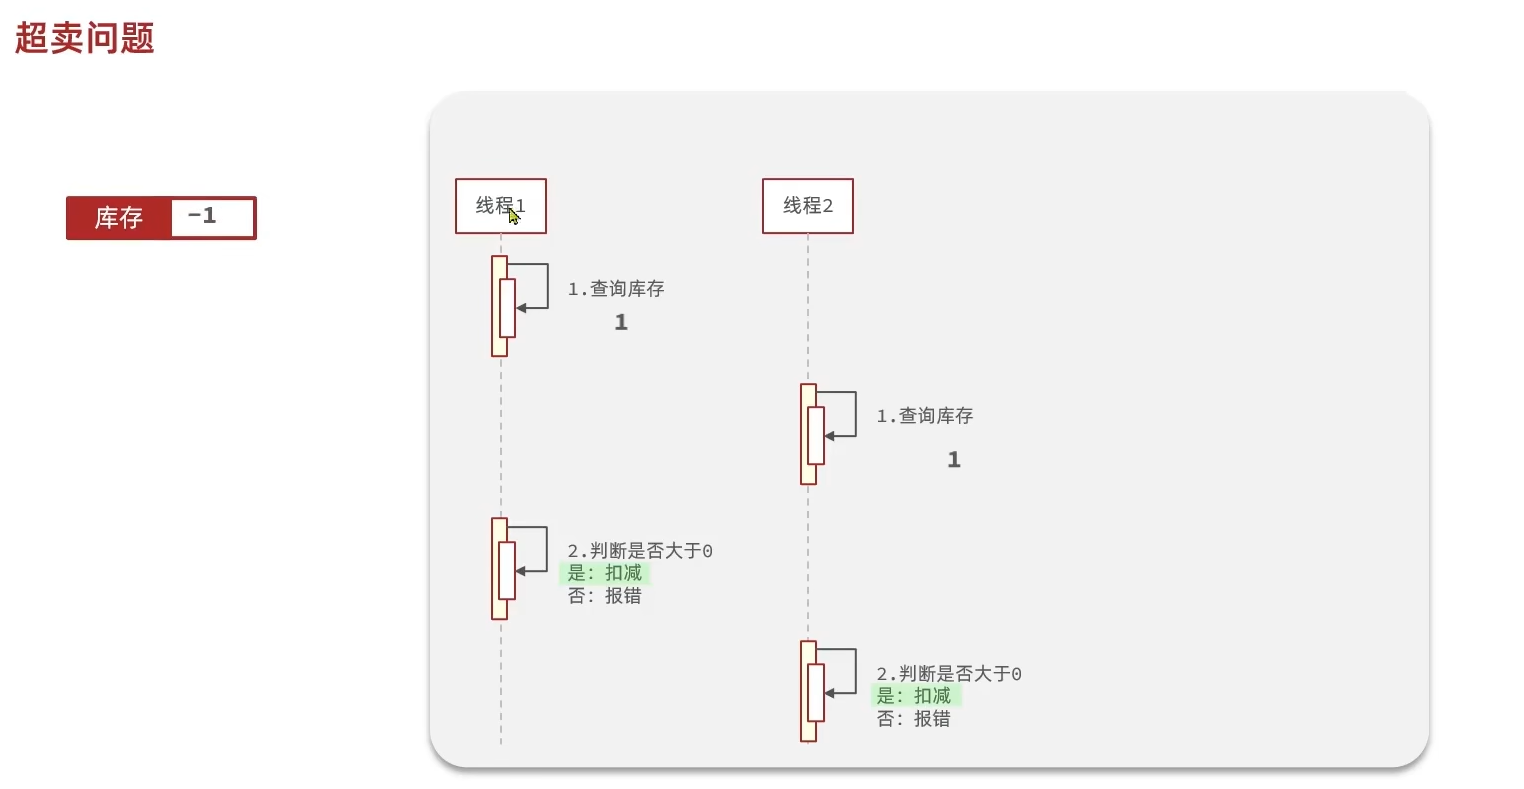 超卖问题
库存 -1
线程1
线程2
1.查询库存
1
1.查询库存
1
2.判断是否大于0
是：扣减
否：报错
2.判断是否大于0
是：扣减
否：报错